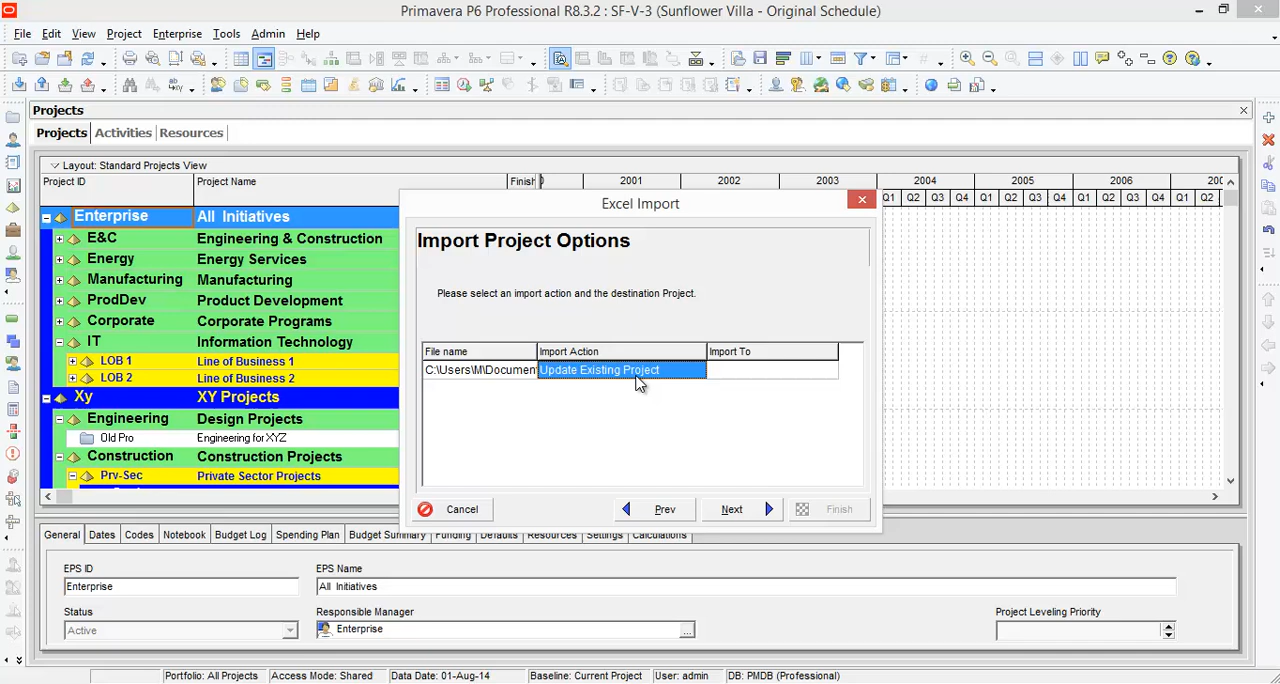 Primavera P6 Professional R8.3.2 : SF-V-3 (Sunflower Villa - Original Schedule)
File Edit View Project Enterprise Tools Admin Help
Projects
Projects Activities Resources
Layout: Standard Projects View
Project ID Project Name Finish
2001 2002 2003 2004 2005 2006
Q1 Q2 Q3 Q4 Q1 Q2 Q3 Q4 Q1 Q2 Q3 Q4 Q1 Q2
Enterprise All Initiatives
E&C Engineering & Construction
Energy Energy Services
Manufacturing Manufacturing
ProdDev Product Development
Corporate Corporate Programs
IT Information Technology
LOB 1 Line of Business 1
LOB 2 Line of Business 2
Xy XY Projects
Engineering Design Projects
Old Pro Engineering for XYZ
Construction Construction Projects
Prv-Sec Private Sector Projects
Excel Import
Import Project Options
Please select an import action and the destination Project.
File name Import Action Import To
C:\Users\M\Documen Update Existing Project
Cancel Prev Next Finish
General Dates Codes Notebook Budget Log Spending Plan Budget Summary Funding Defaults Resources Settings Calculations
EPS ID EPS Name
Enterprise All Initiatives
Status Responsible Manager Project Leveling Priority
Active Enterprise ...
Portfolio: All Projects Access Mode: Shared Data Date: 01-Aug-14 Baseline: Current Project User: admin DB: PMDB (Professional)